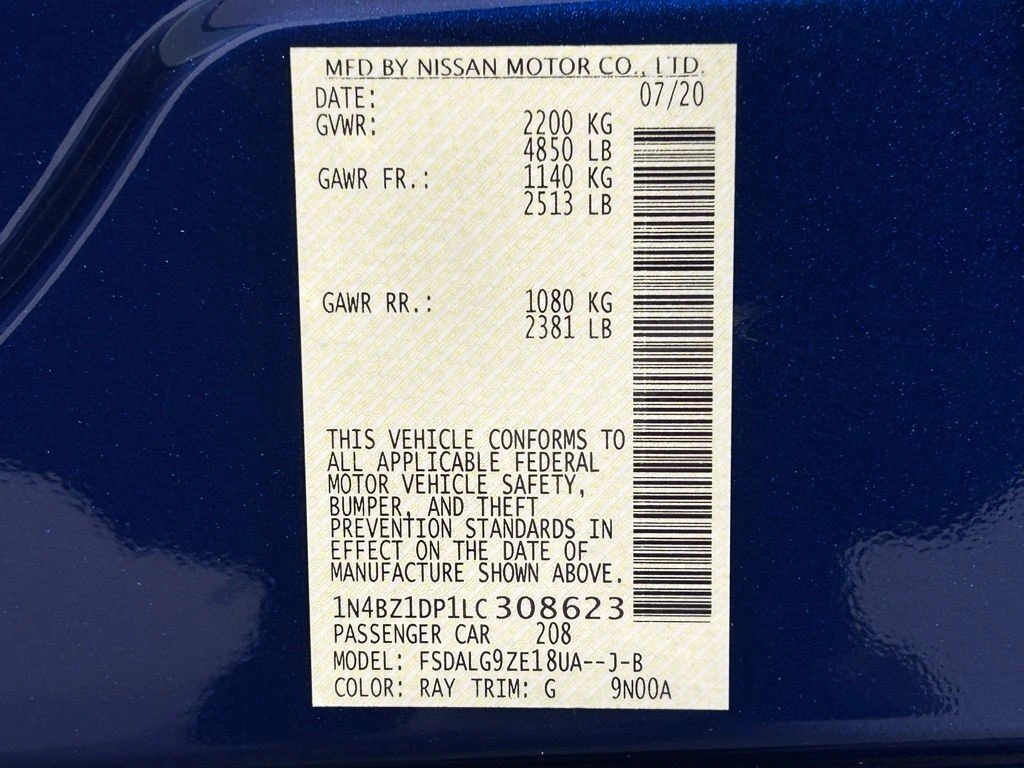 MFD BY NISSAN MOTOR CO., LTD.
DATE: 07/20
GVWR: 2200 KG
4850 LB
GAWR FR.: 1140 KG
2513 LB
GAWR RR.: 1080 KG
2381 LB
THIS VEHICLE CONFORMS TO
ALL APPLICABLE FEDERAL
MOTOR VEHICLE SAFETY,
BUMPER, AND THEFT
PREVENTION STANDARDS IN
EFFECT ON THE DATE OF
MANUFACTURE SHOWN ABOVE.
1N4BZ1DP1LC308623
PASSENGER CAR 208
MODEL: FSDALG9ZE18UA--J-B
COLOR: RAY TRIM: G 9N00A